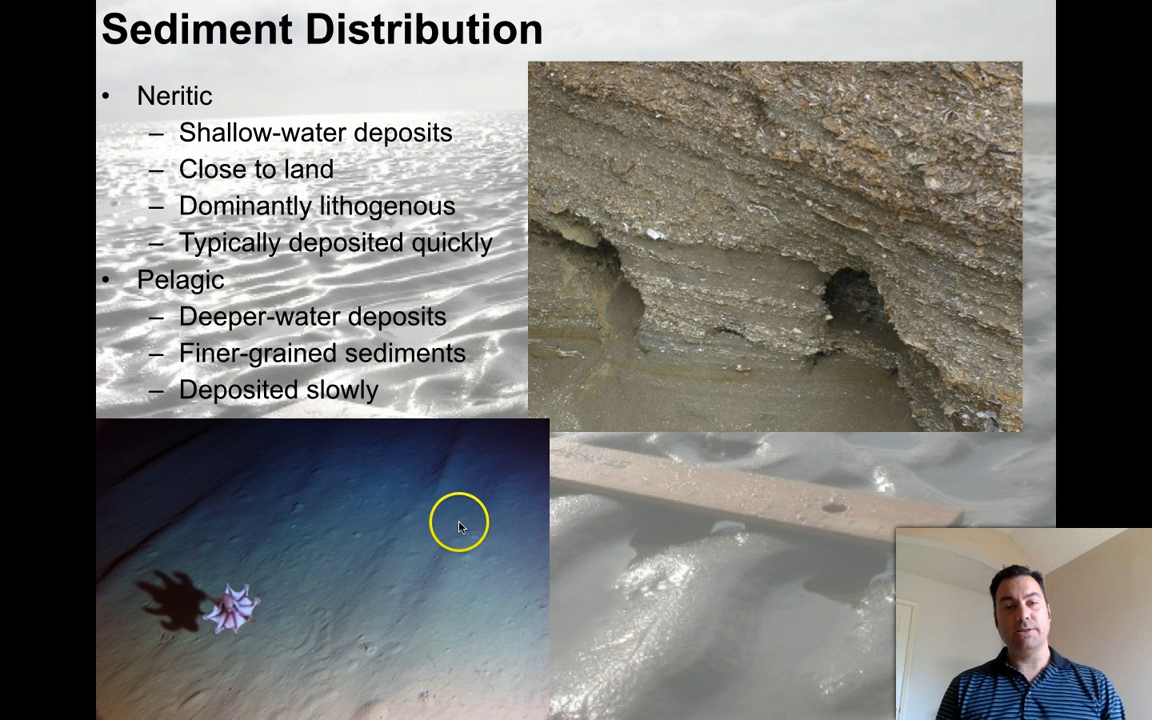 Sediment Distribution
• Neritic
– Shallow-water deposits
– Close to land
– Dominantly lithogenous
– Typically deposited quickly
• Pelagic
– Deeper-water deposits
– Finer-grained sediments
– Deposited slowly